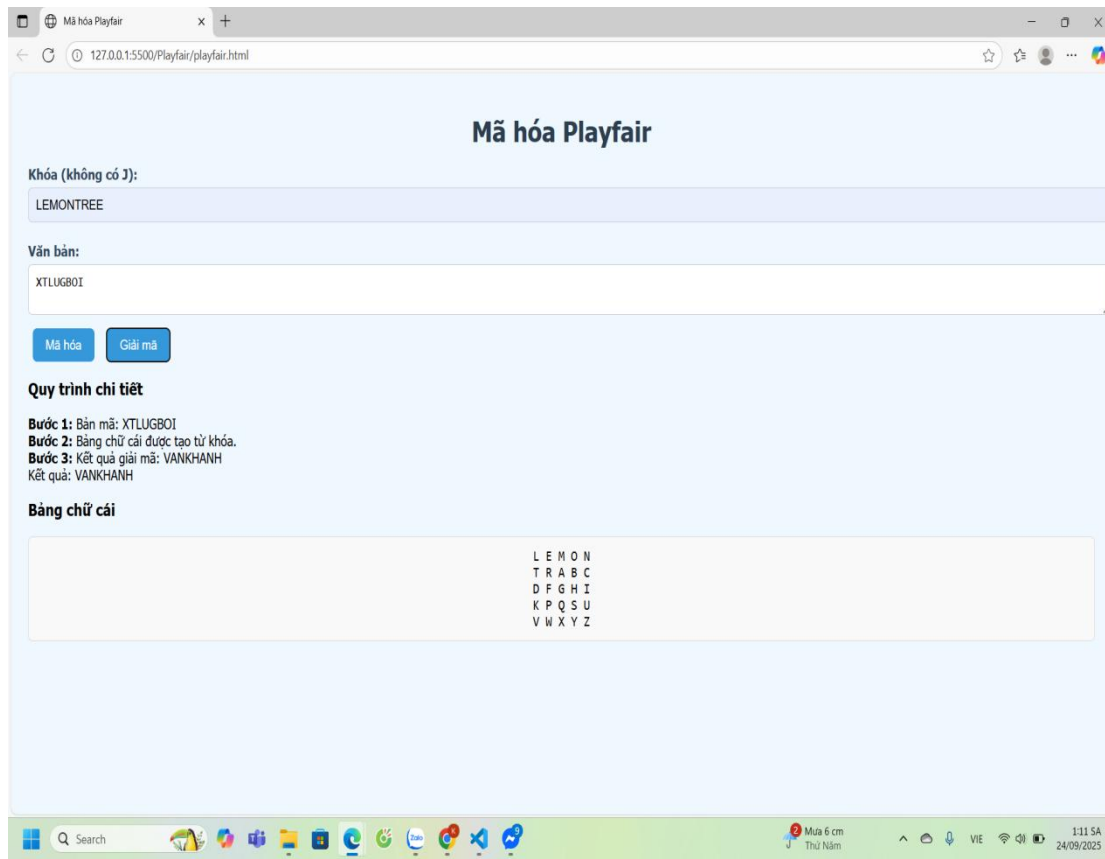 Mã hóa Playfair
127.0.0.1:5500/Playfair/playfair.html
Mã hóa Playfair
Khóa (không có J):
LEMONTREE
Văn bản:
XTLUGBOI
Mã hóa Giải mã
Quy trình chi tiết
Bước 1: Bản mã: XTLUGBOI
Bước 2: Bảng chữ cái được tạo từ khóa.
Bước 3: Kết quả giải mã: VANKHANH
Kết quả: VANKHANH
Bảng chữ cái
L E M O N
T R A B C
D F G H I
K P Q S U
V W X Y Z
Search
Zalo
2
Mưa 6 cm
Thứ Năm
VIE
1:11 SA
24/09/2025